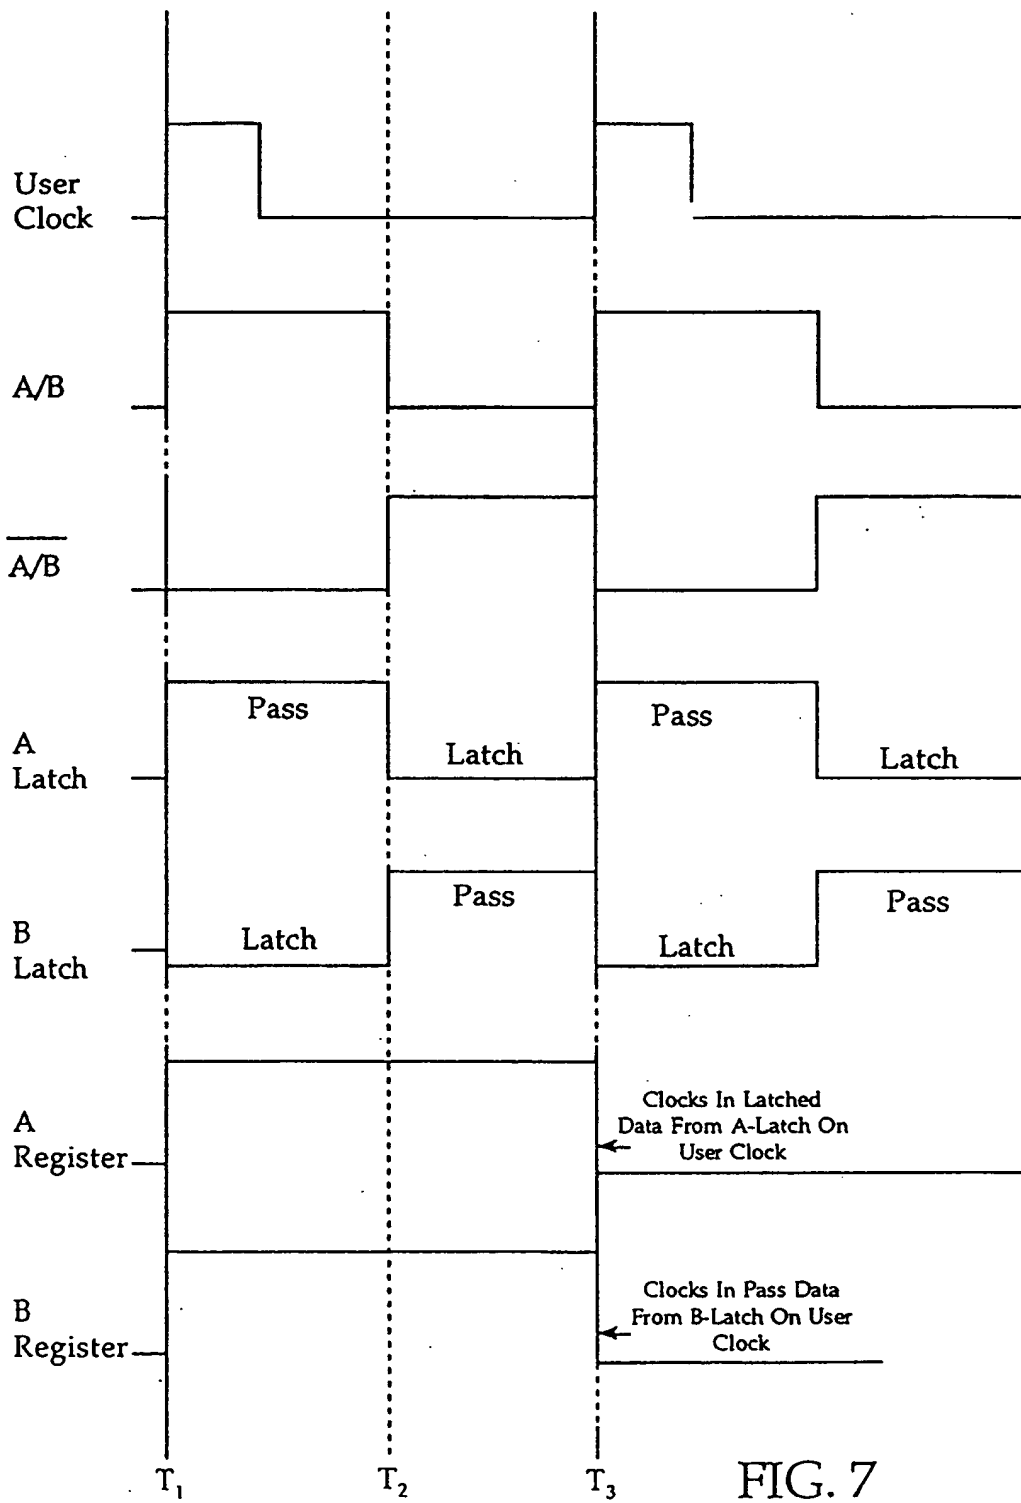 User
Clock
A/B
A/B
Pass
Pass
A
Latch
Latch
Latch
Pass
Pass
B
Latch
Latch
Latch
A
Register
Clocks In Latched
Data From A-Latch On
User Clock
B
Register
Clocks In Pass Data
From B-Latch On User
Clock
T1
T2
T3
FIG. 7